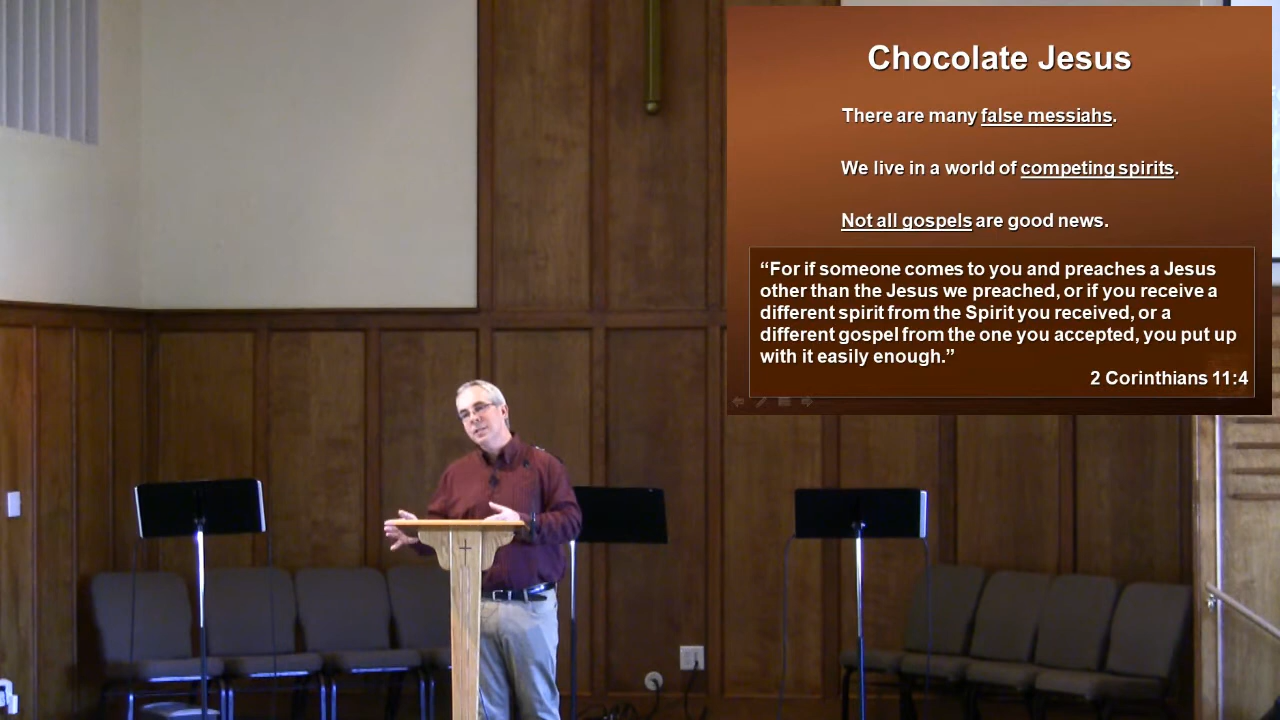 Chocolate Jesus
There are many false messiahs.
We live in a world of competing spirits.
Not all gospels are good news.
“For if someone comes to you and preaches a Jesus
other than the Jesus we preached, or if you receive a
different spirit from the Spirit you received, or a
different gospel from the one you accepted, you put up
with it easily enough.”
2 Corinthians 11:4